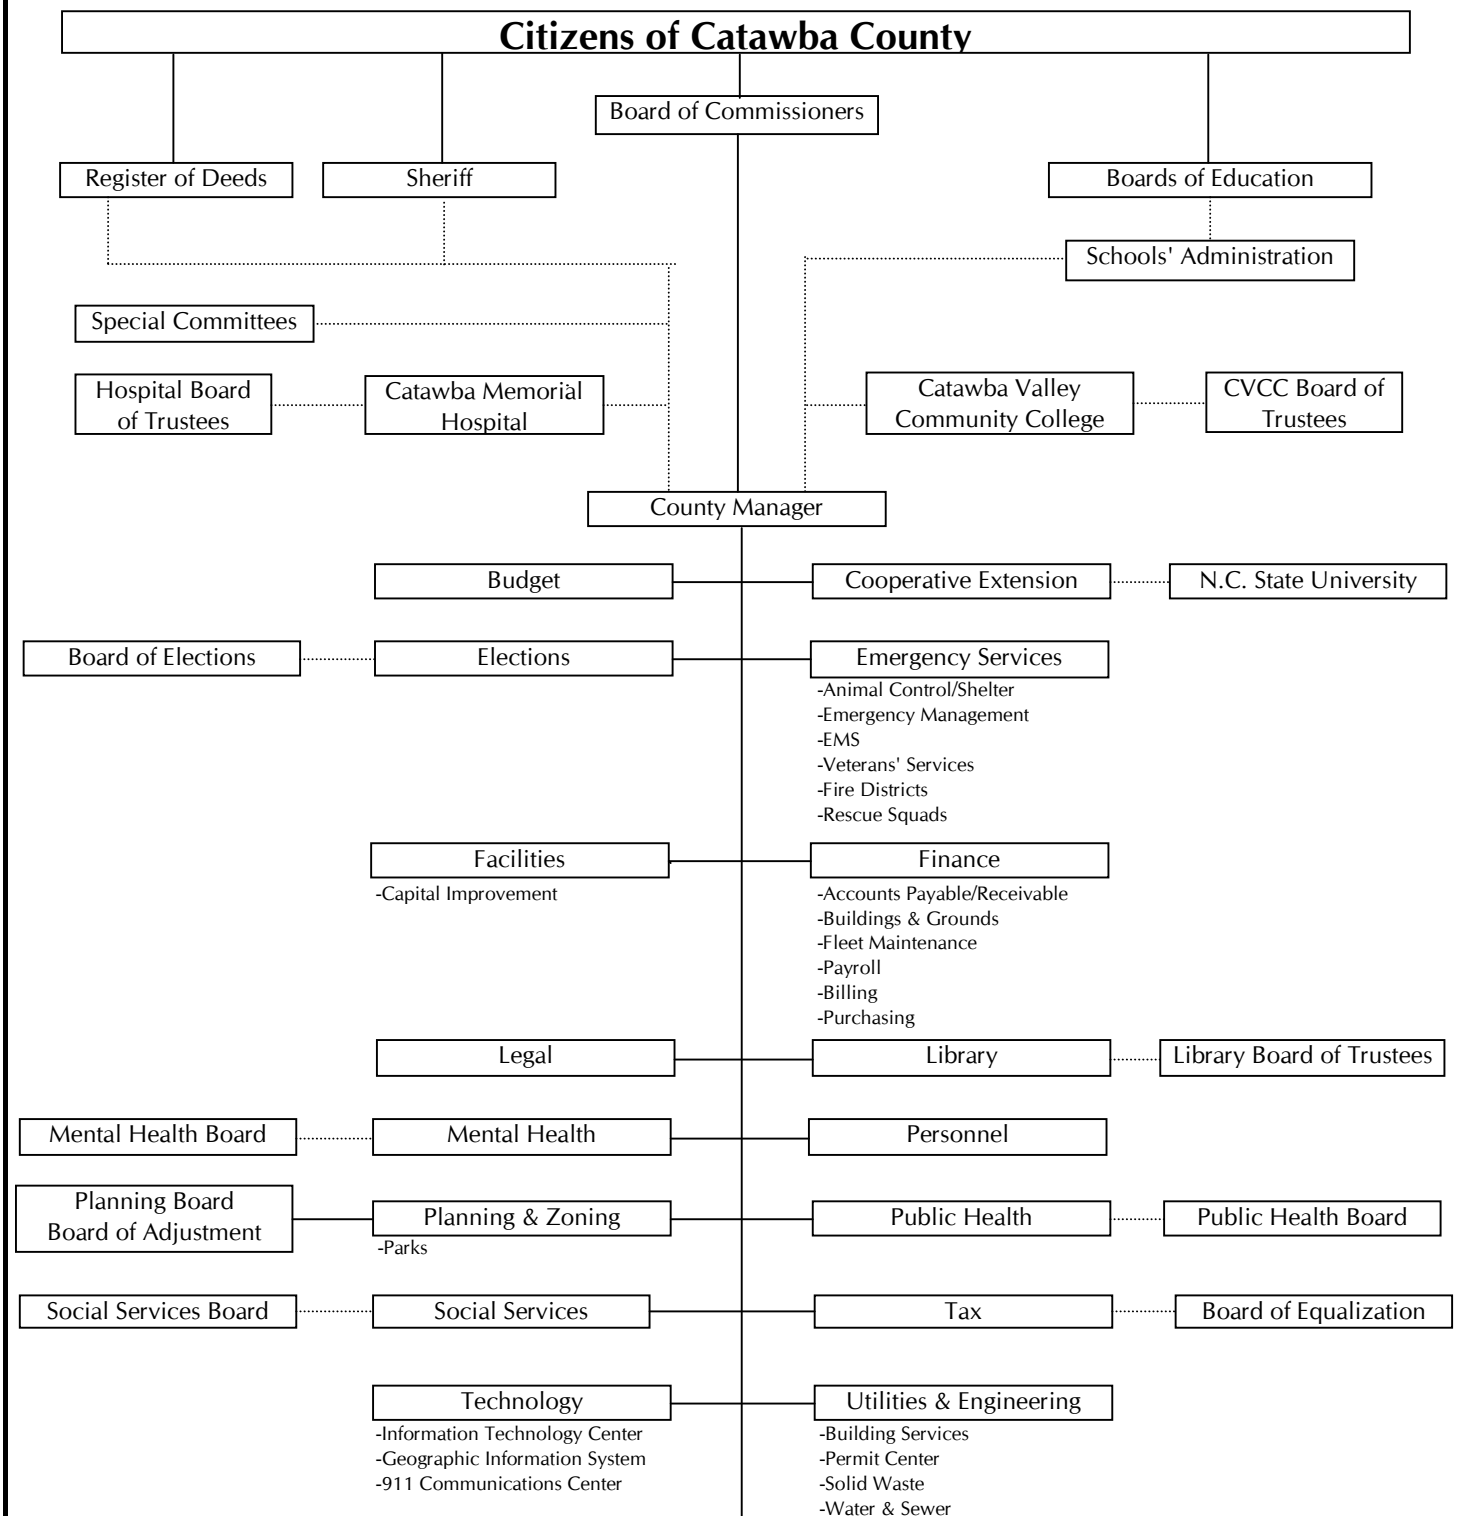 Citizens of Catawba County
Board of Commissioners
Register of Deeds
Sheriff
Boards of Education
Schools' Administration
Special Committees
Hospital Board
of Trustees
Catawba Memorial
Hospital
Catawba Valley
Community College
CVCC Board of
Trustees
County Manager
Budget
Cooperative Extension
N.C. State University
Board of Elections
Elections
Emergency Services
-Animal Control/Shelter
-Emergency Management
-EMS
-Veterans' Services
-Fire Districts
-Rescue Squads
Facilities
-Capital Improvement
Finance
-Accounts Payable/Receivable
-Buildings & Grounds
-Fleet Maintenance
-Payroll
-Billing
-Purchasing
Legal
Library
Library Board of Trustees
Mental Health Board
Mental Health
Personnel
Planning Board
Board of Adjustment
Planning & Zoning
-Parks
Public Health
Public Health Board
Social Services Board
Social Services
Tax
Board of Equalization
Technology
-Information Technology Center
-Geographic Information System
-911 Communications Center
Utilities & Engineering
-Building Services
-Permit Center
-Solid Waste
-Water & Sewer